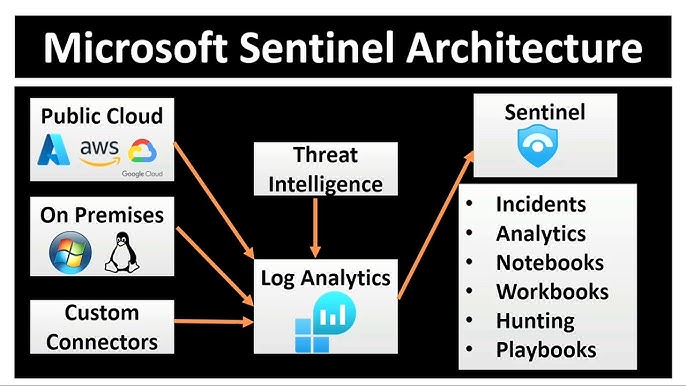 Microsoft Sentinel Architecture
Public Cloud
aws
Google Cloud
On Premises
Custom
Connectors
Threat
Intelligence
Log Analytics
Sentinel
• Incidents
• Analytics
• Notebooks
• Workbooks
• Hunting
• Playbooks